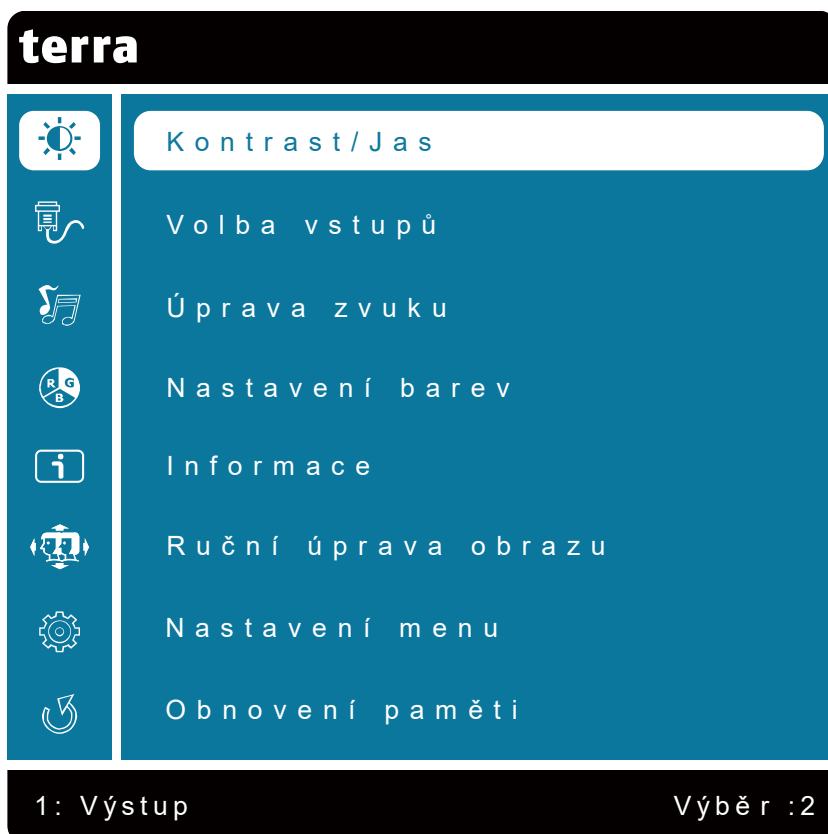 terra
Kontrast/Jas
Volba vstupů
Úprava zvuku
R G B
Nastavení barev
Informace
Ruční úprava obrazu
Nastavení menu
Obnovení paměti
1: Výstup Výběr :2